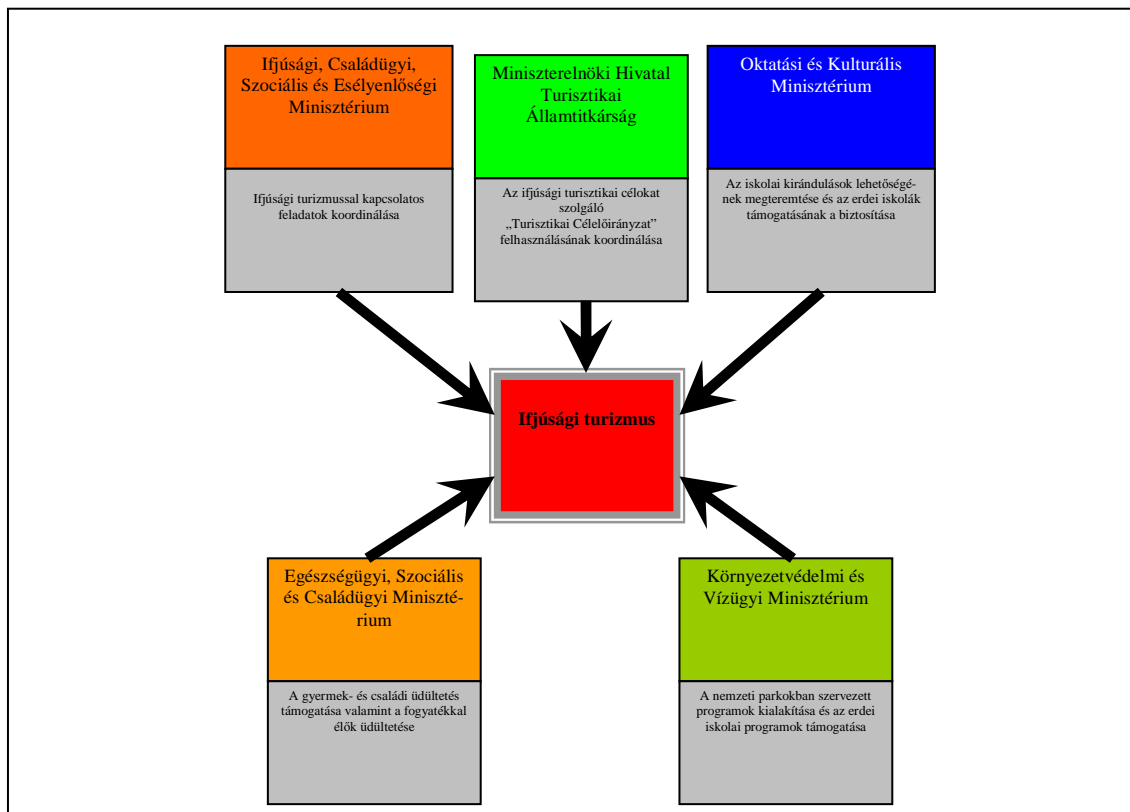 Ifjúsági, Családügyi,
Szociális és Esélyenlőségi
Minisztérium
Ifjúsági turizmussal kapcsolatos
feladatok koordinálása
Miniszterelnöki Hivatal
Turisztikai
Államtitkárság
Az ifjúsági turisztikai célokat
szolgáló
„Turisztikai Célelőirányzat”
felhasználásának koordinálása
Oktatási és Kulturális
Minisztérium
Az iskolai kirándulások lehetőségé-
nek megteremtése és az erdei iskolák
támogatásának a biztosítása
Ifjúsági turizmus
Egészségügyi, Szociális
és Családügyi Miniszté-
rium
A gyermek- és családi üdültetés
támogatása valamint a fogyatékkal
élők üdültetése
Környezetvédelmi és
Vízügyi Minisztérium
A nemzeti parkokban szervezett
programok kialakítása és az erdei
iskolai programok támogatása